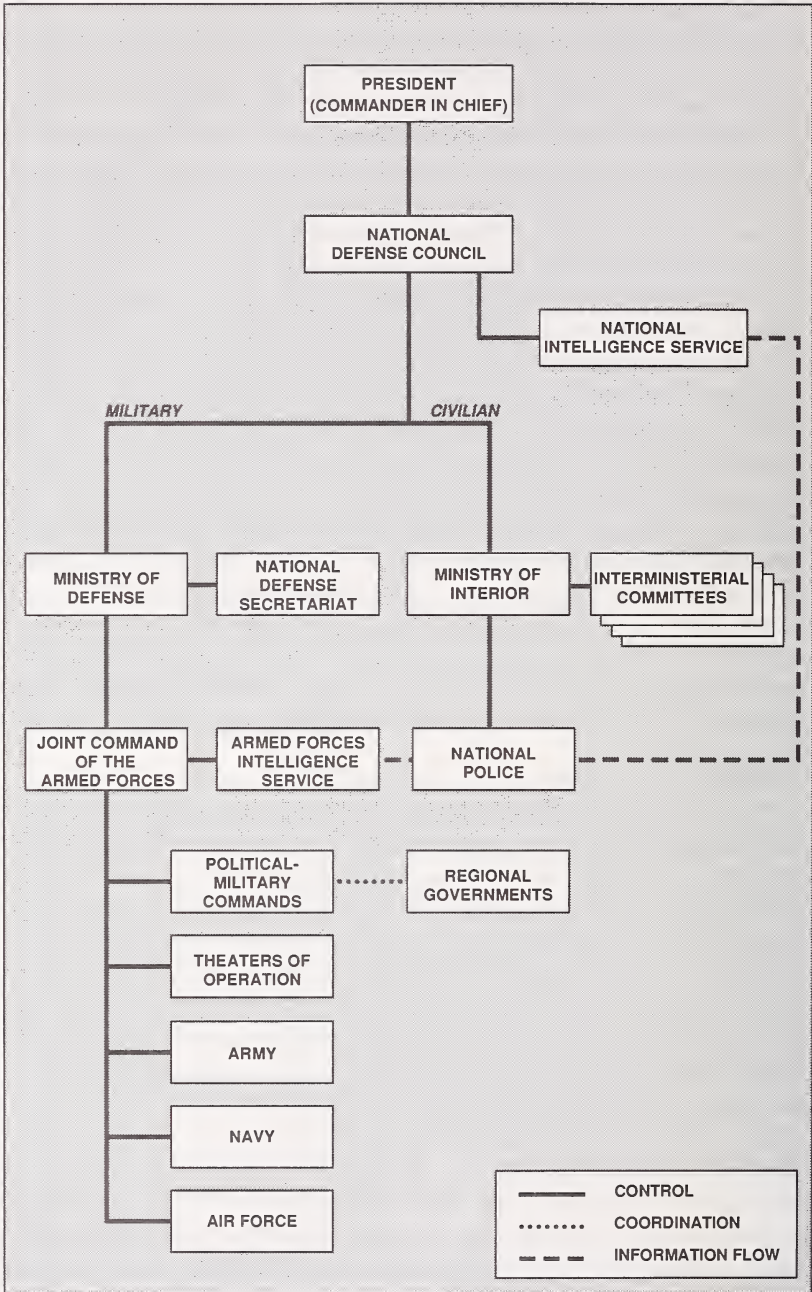 PRESIDENT
(COMMANDER IN CHIEF)
NATIONAL
DEFENSE COUNCIL
NATIONAL
INTELLIGENCE SERVICE
MILITARY
CIVILIAN
MINISTRY OF
DEFENSE
NATIONAL
DEFENSE
SECRETARIAT
MINISTRY OF
INTERIOR
INTERMINISTERIAL
COMMITTEES
JOINT COMMAND
OF THE
ARMED FORCES
ARMED FORCES
INTELLIGENCE
SERVICE
NATIONAL
POLICE
POLITICAL-
MILITARY
COMMANDS
REGIONAL
GOVERNMENTS
THEATERS OF
OPERATION
ARMY
NAVY
AIR FORCE
CONTROL
COORDINATION
INFORMATION FLOW